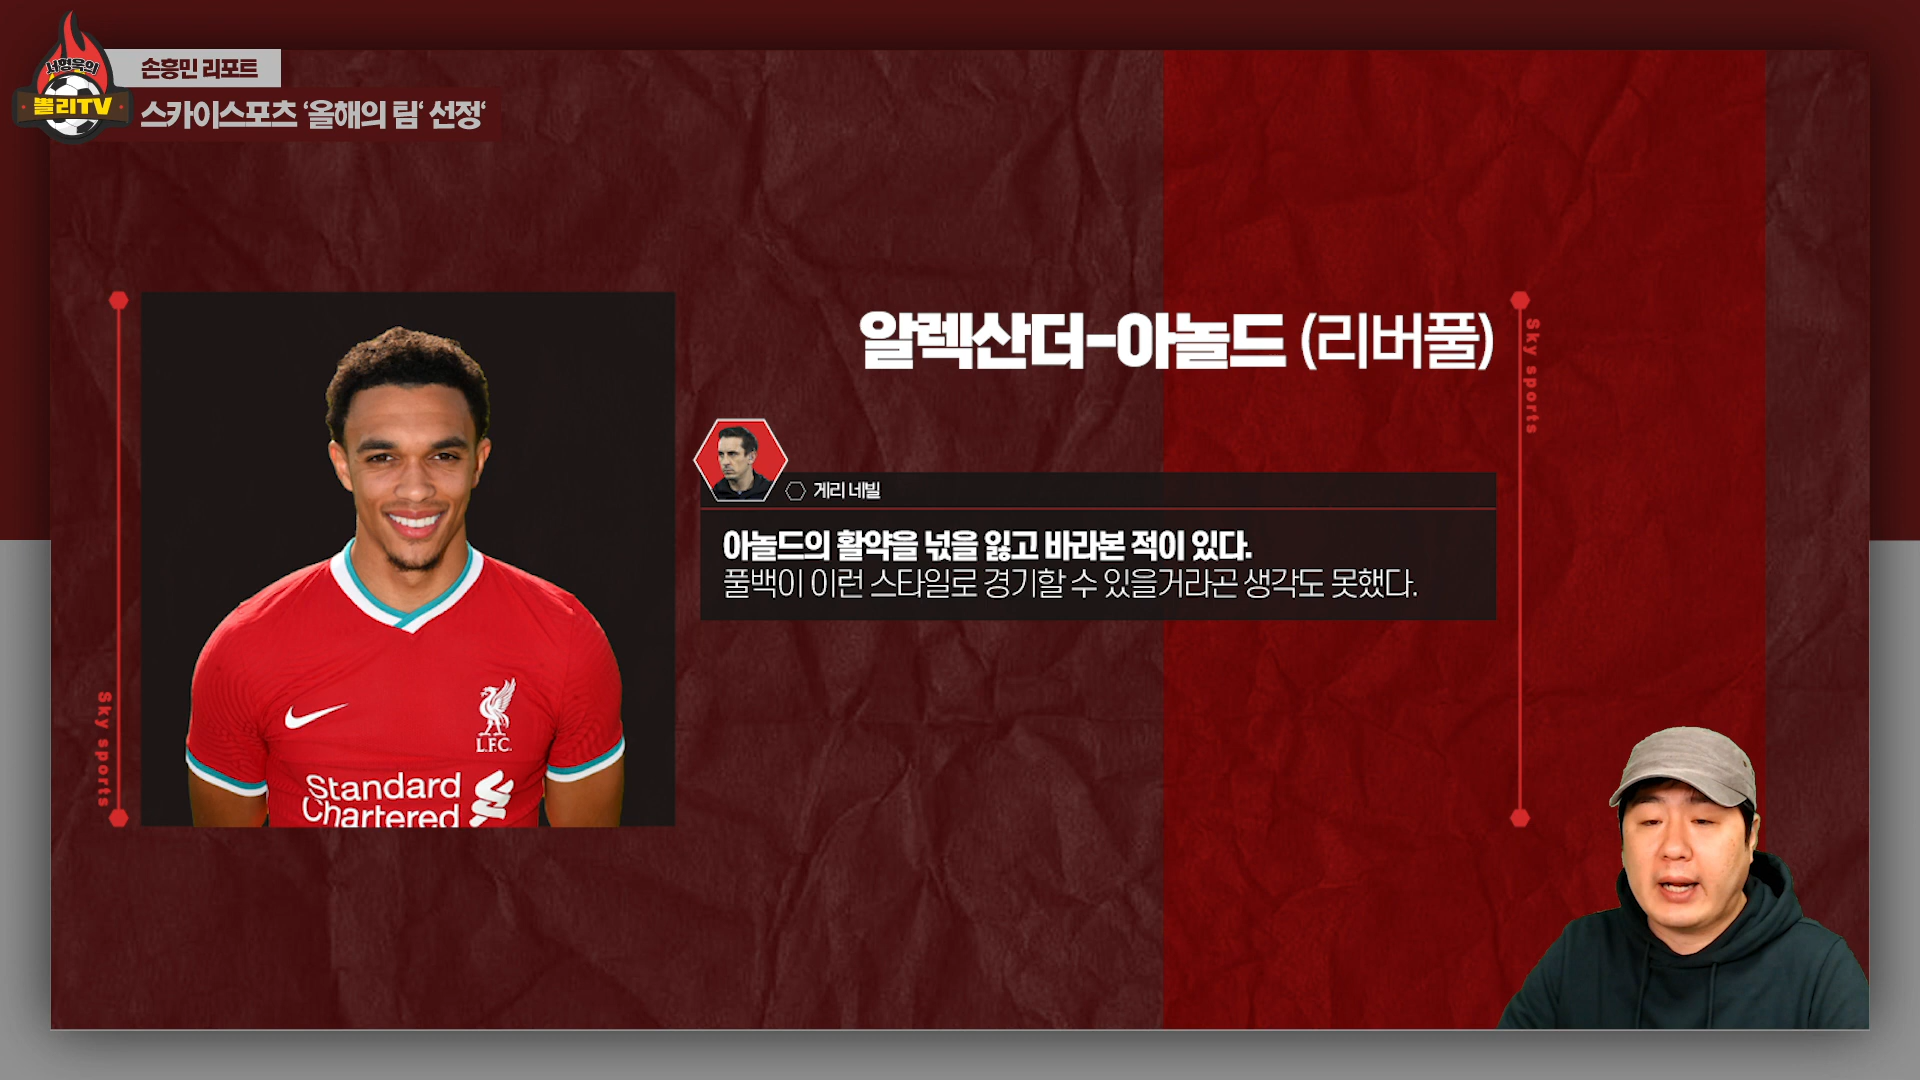 서형욱의
뽈리TV
손흥민 리포트
스카이스포츠 ‘올해의 팀‘ 선정‘
알렉산더-아놀드 (리버풀)
Sky sports
게리 네빌
아놀드의 활약을 넋을 잃고 바라본 적이 있다.
풀백이 이런 스타일로 경기할 수 있을거라곤 생각도 못했다.
L.F.C.
Standard
Chartered
Sky sports